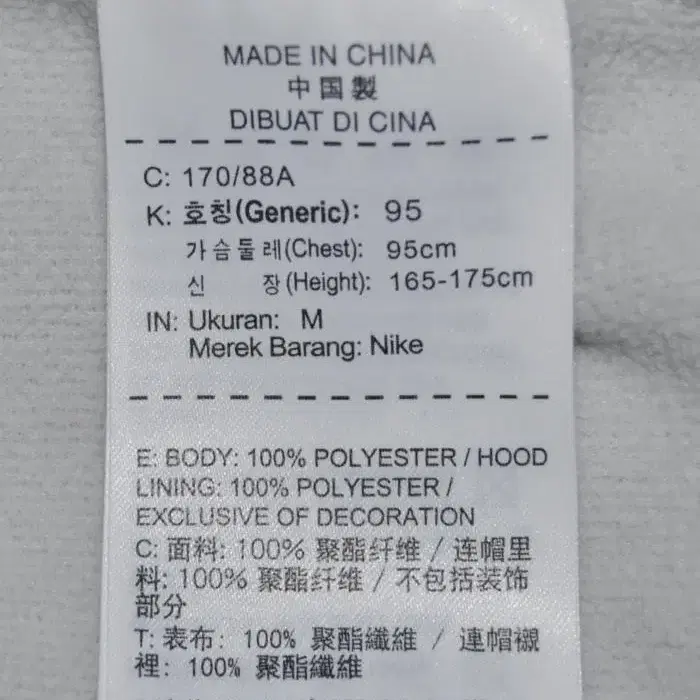 MADE IN CHINA
中国製
DIBUAT DI CINA
C: 170/88A
K: 호칭(Generic): 95
가슴둘레(Chest): 95cm
신 장(Height): 165-175cm
IN: Ukuran: M
Merek Barang: Nike
E: BODY: 100% POLYESTER / HOOD
LINING: 100% POLYESTER /
EXCLUSIVE OF DECORATION
C: 面料: 100% 聚酯纤维 / 连帽里
料: 100% 聚酯纤维 / 不包括装饰
部分
T: 表布: 100% 聚酯纖維 / 連帽襯
裡: 100% 聚酯纖維